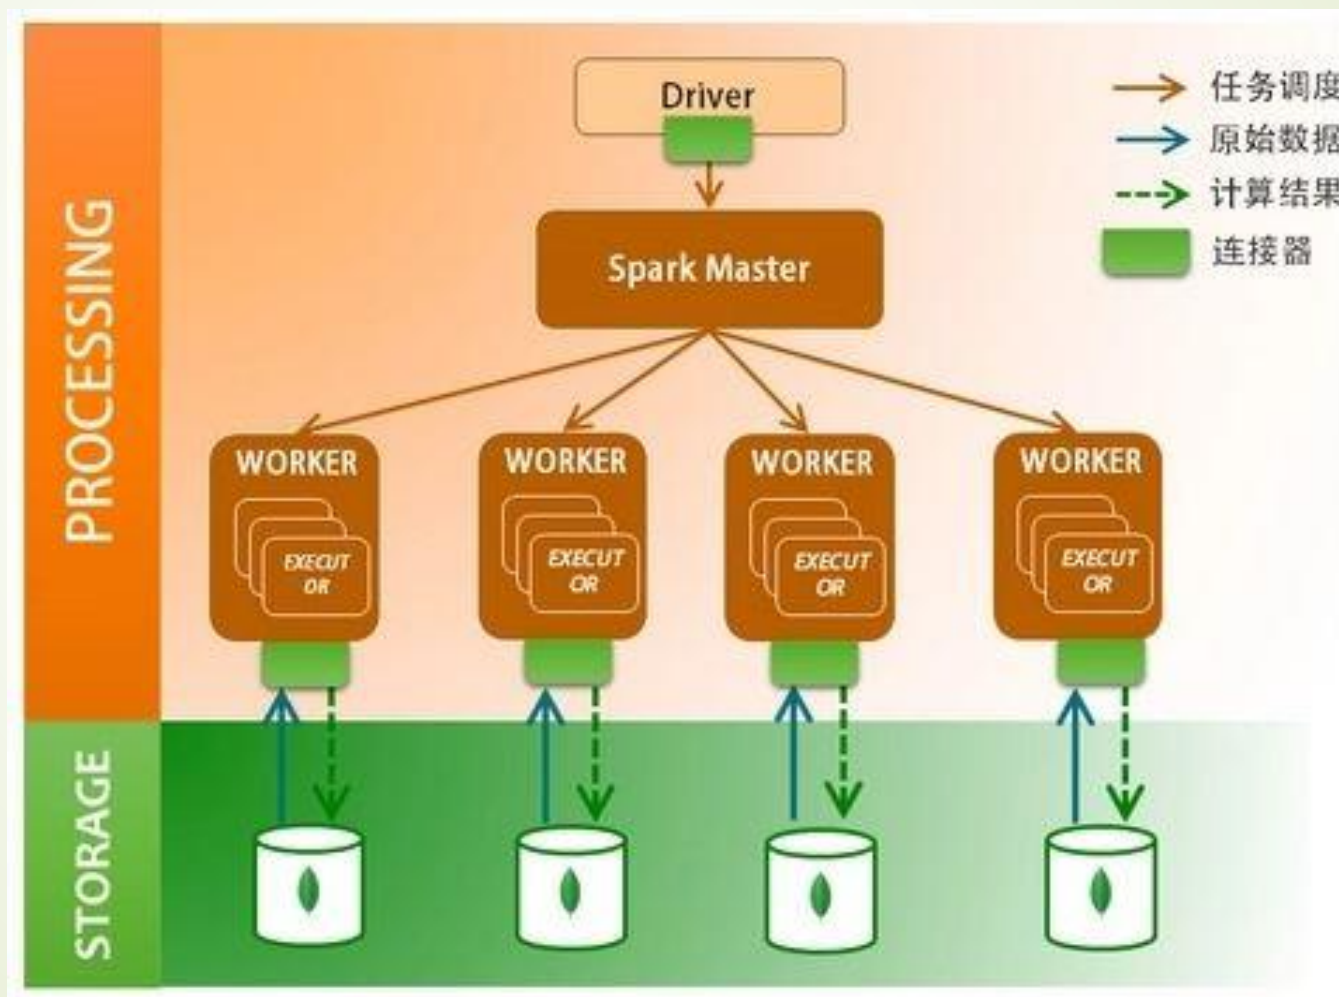 Driver
任务调度
原始数据
计算结果
连接器
Spark Master
PROCESSING
WORKER
EXECUT
OR
WORKER
EXECUT
OR
WORKER
EXECUT
OR
WORKER
EXECUT
OR
STORAGE